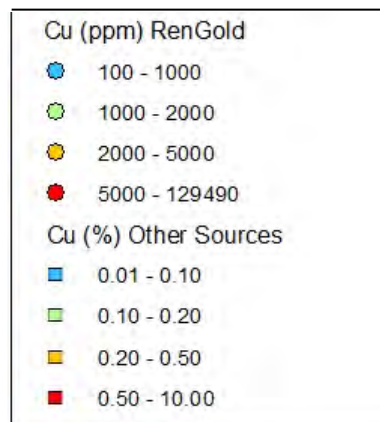 Cu (ppm) RenGold
100 - 1000
1000 - 2000
2000 - 5000
5000 - 129490
Cu (%) Other Sources
0.01 - 0.10
0.10 - 0.20
0.20 - 0.50
0.50 - 10.00